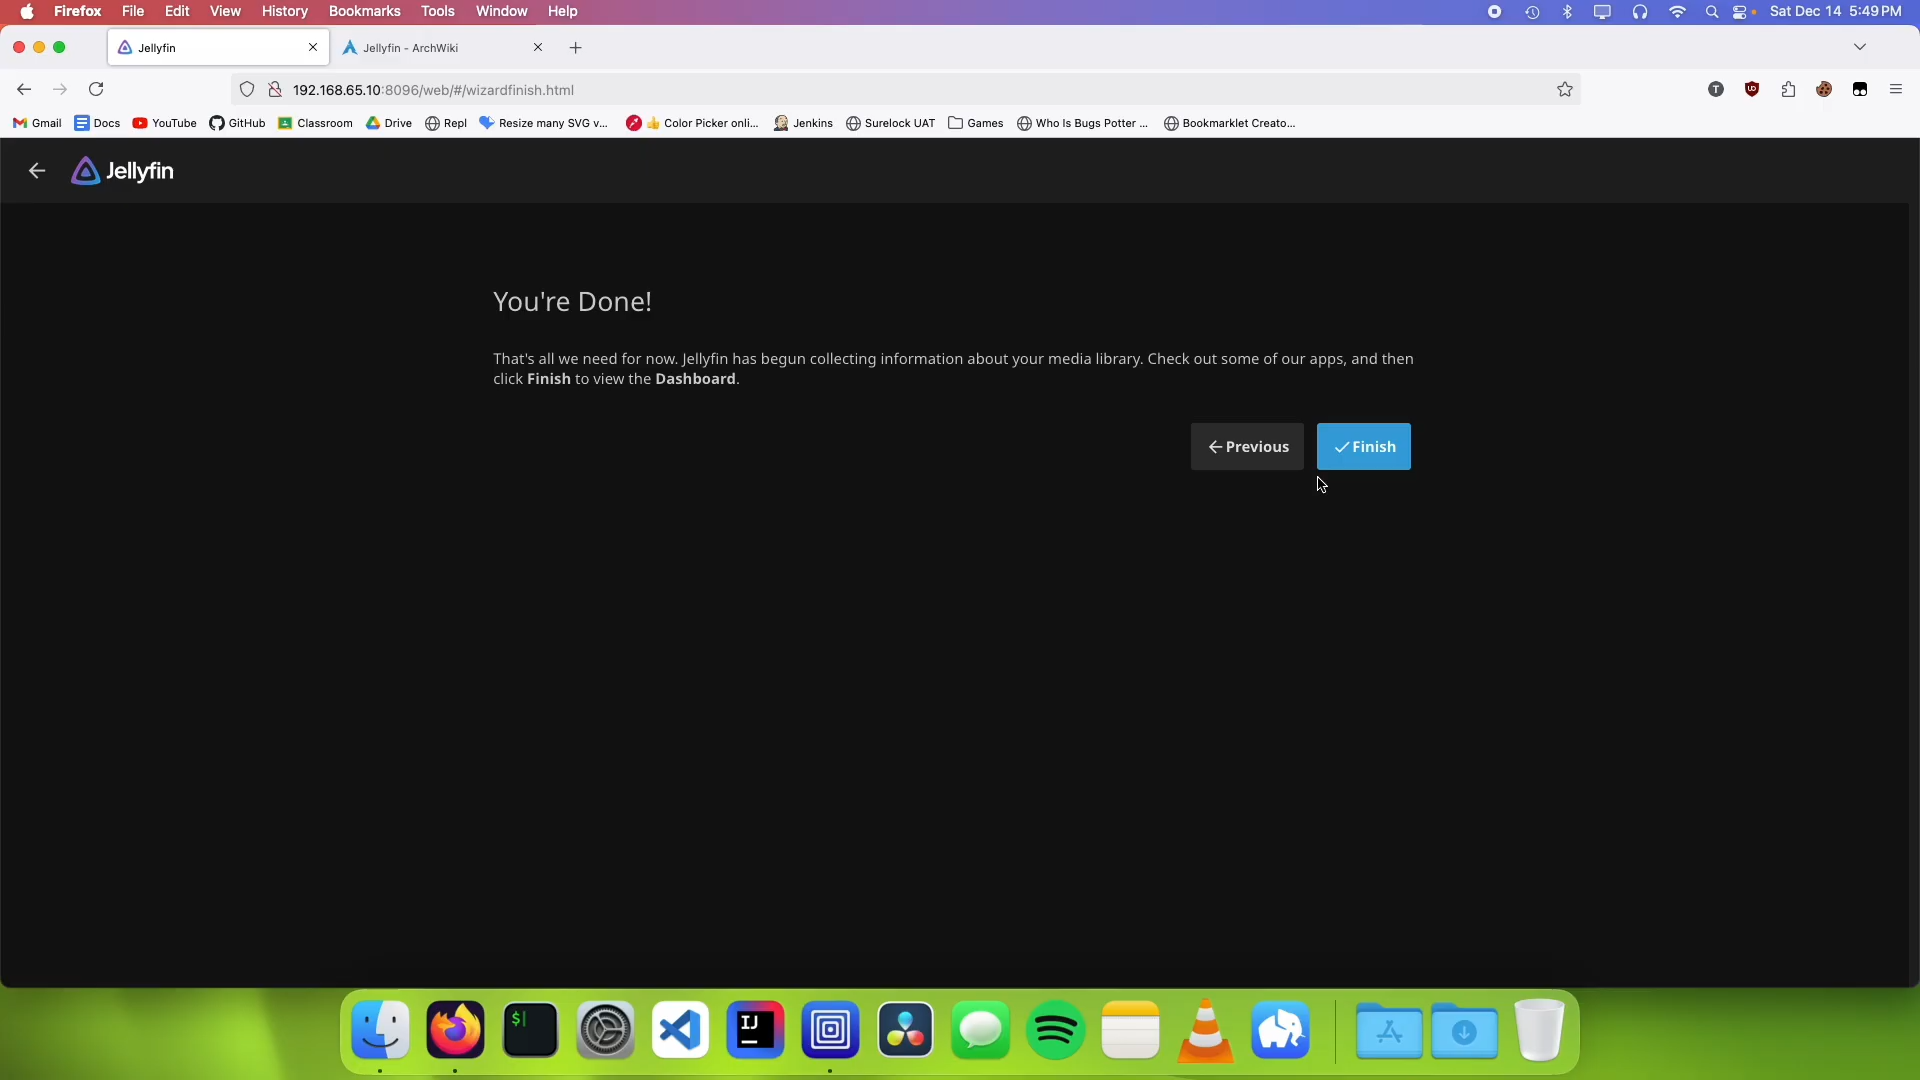 Firefox File Edit View History Bookmarks Tools Window Help Sat Dec 14 5:49 PM
Jellyfin Jellyfin - ArchWiki
192.168.65.10:8096/web/#/wizardfinish.html
T UD
Gmail Docs YouTube GitHub Classroom Drive Repl Resize many SVG v... 👍 Color Picker onli... Jenkins Surelock UAT Games Who Is Bugs Potter ... Bookmarklet Creato...
Jellyfin
You're Done!
That's all we need for now. Jellyfin has begun collecting information about your media library. Check out some of our apps, and then
click Finish to view the Dashboard.
Previous Finish
$
IJ